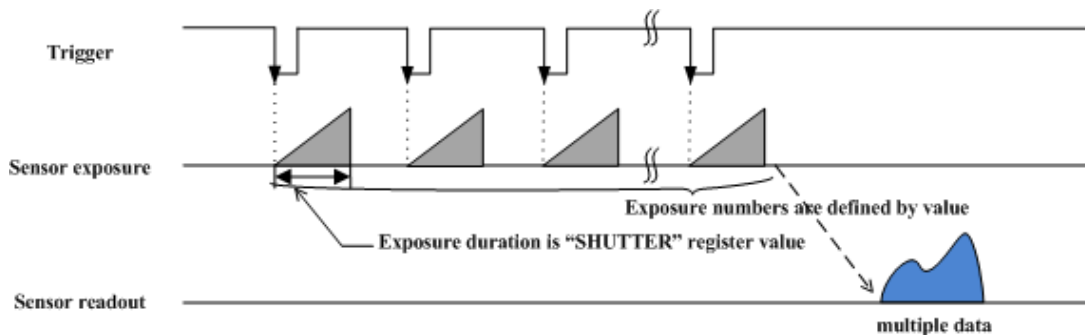 Trigger
Sensor exposure
Exposure numbers are defined by value
Exposure duration is “SHUTTER” register value
Sensor readout
multiple data